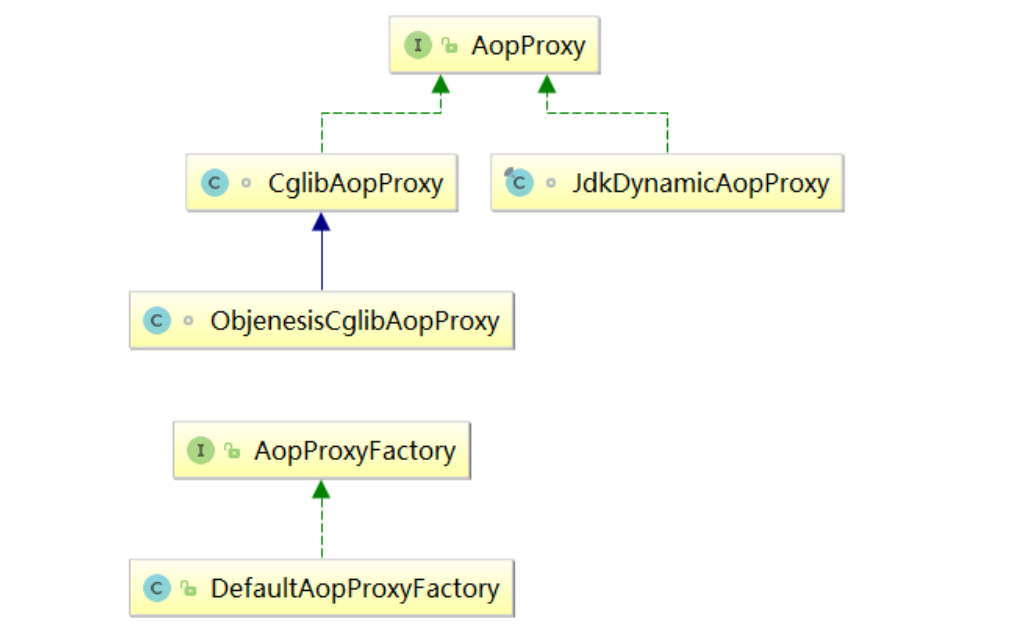 I AopProxy
C CglibAopProxy
C JdkDynamicAopProxy
C ObjenesisCglibAopProxy
I AopProxyFactory
C DefaultAopProxyFactory